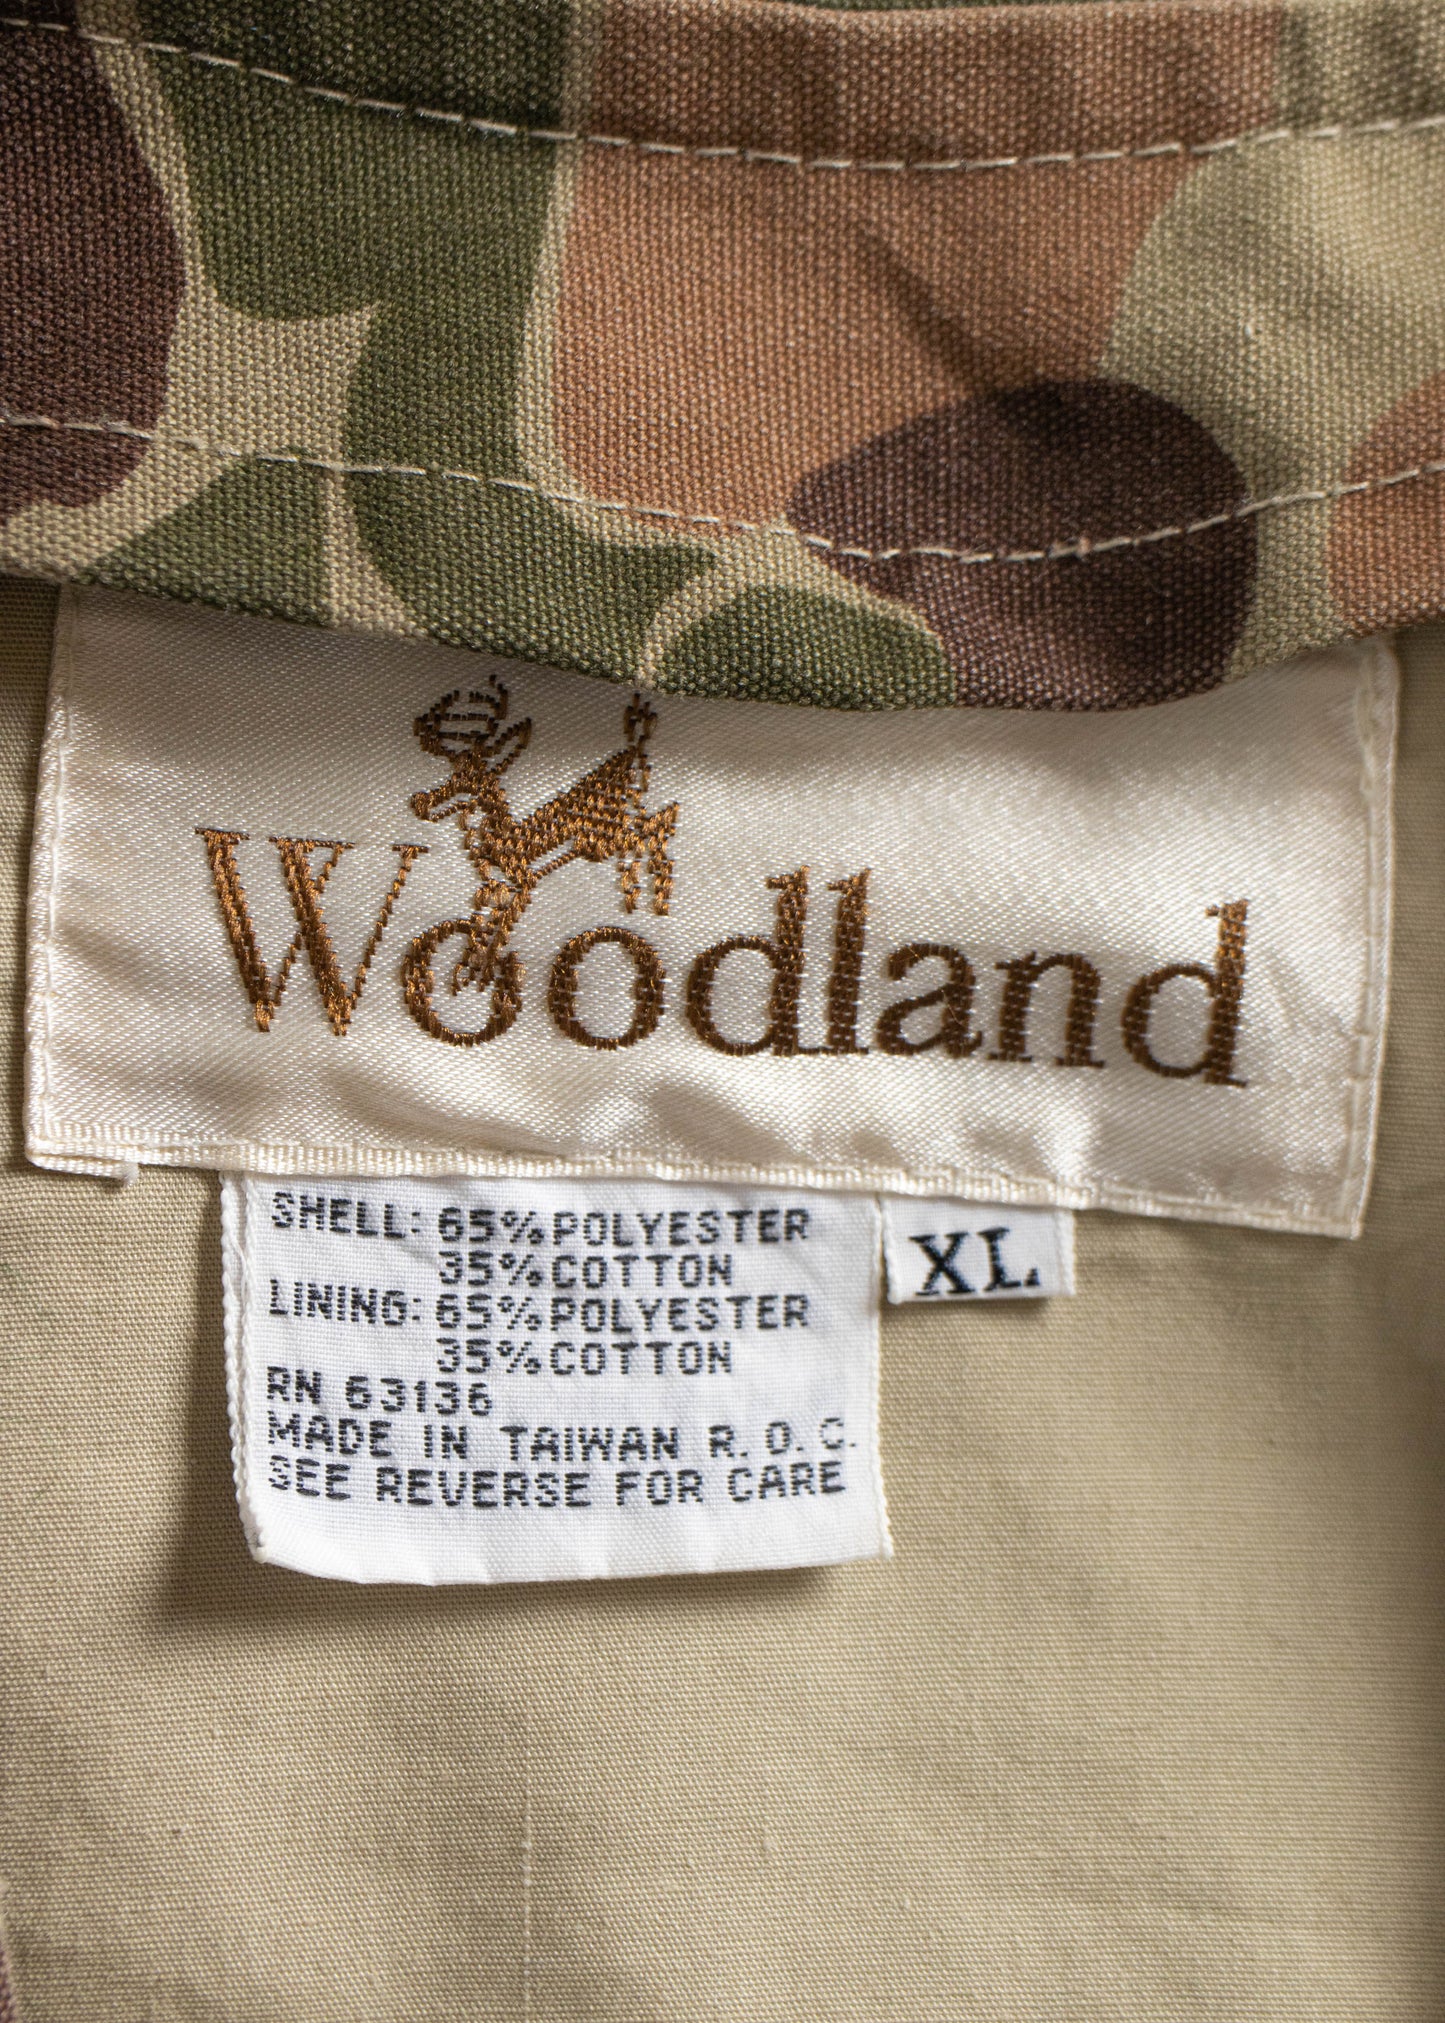 Woodland
SHELL: 65% POLYESTER
35% COTTON
LINING: 65% POLYESTER
35% COTTON
RN 63136
MADE IN TAIWAN R.O.C.
SEE REVERSE FOR CARE
XL